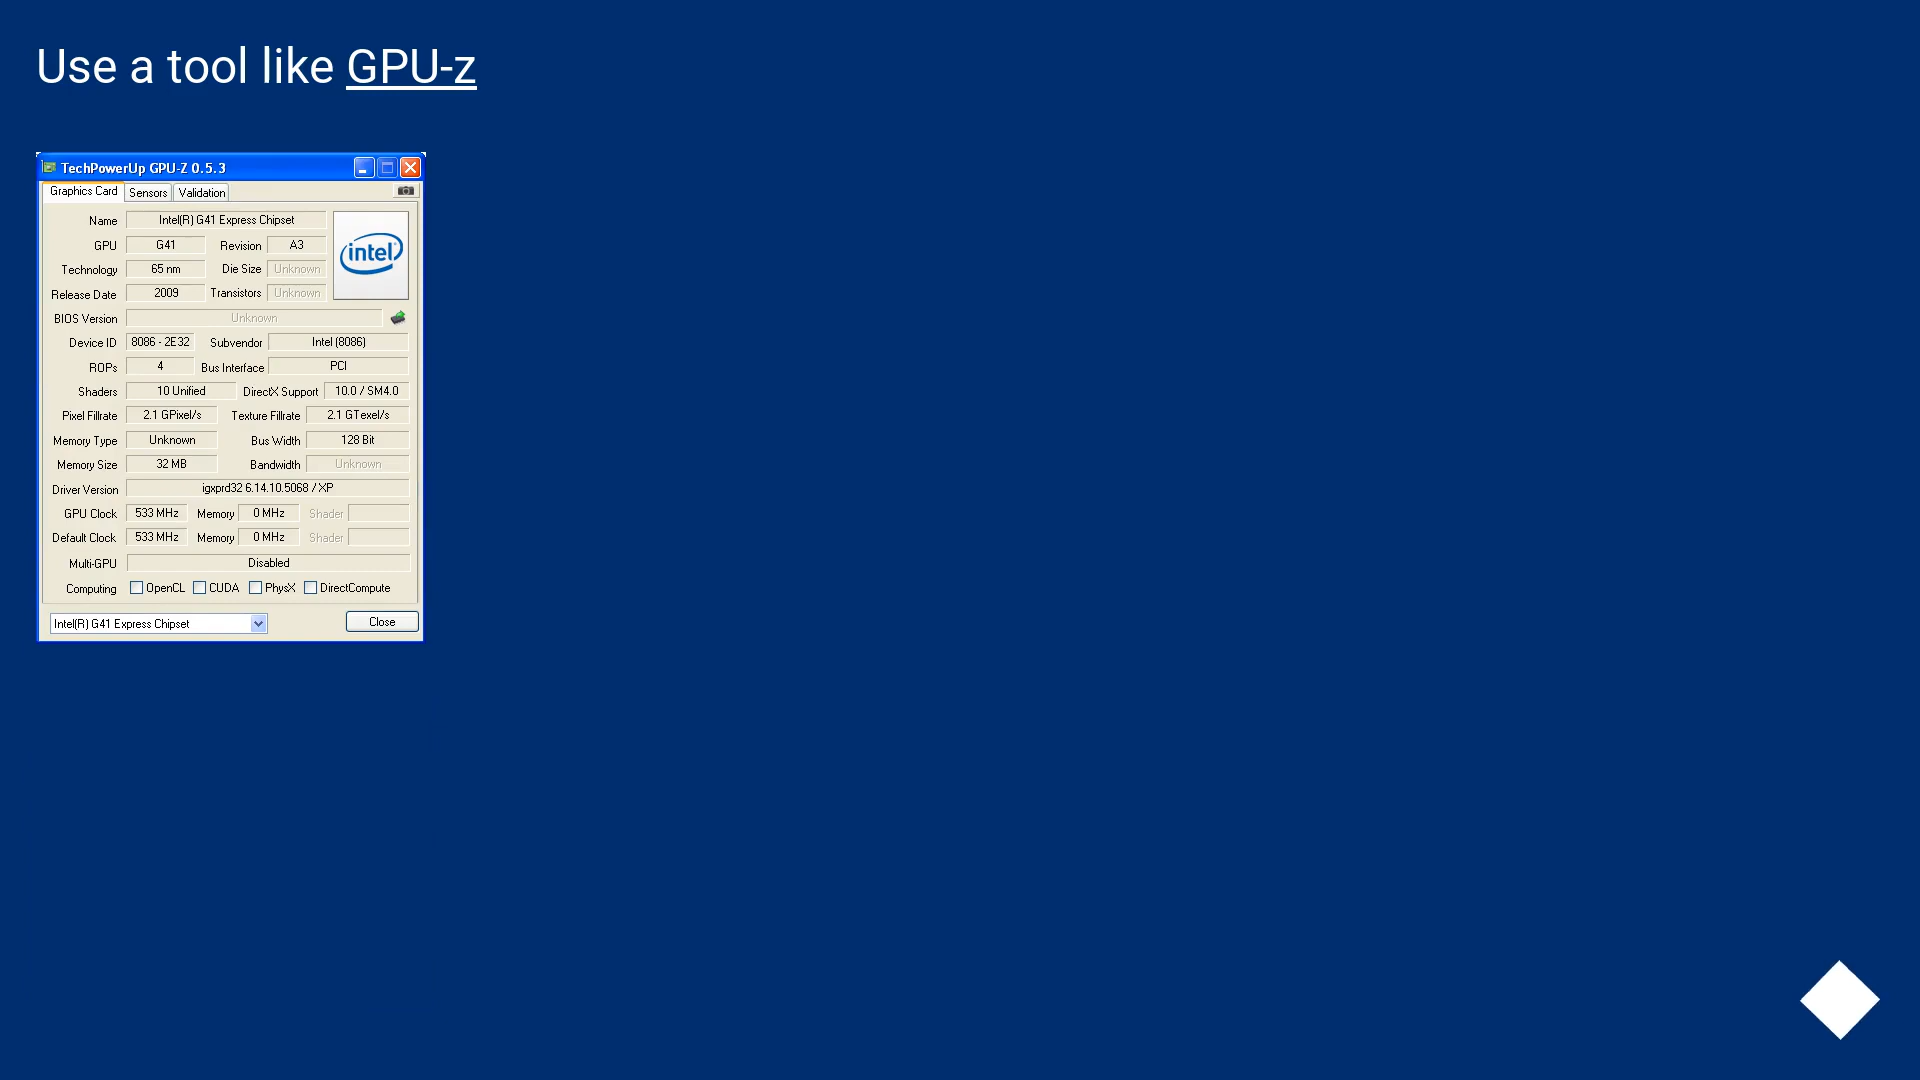 Use a tool like GPU-z
TechPowerUp GPU-Z 0.5.3
Graphics Card Sensors Validation
Name Intel(R) G41 Express Chipset
intel
GPU G41 Revision A3
Technology 65 nm Die Size Unknown
Release Date 2009 Transistors Unknown
BIOS Version Unknown
Device ID 8086 - 2E32 Subvendor Intel (8086)
ROPs 4 Bus Interface PCI
Shaders 10 Unified DirectX Support 10.0 / SM4.0
Pixel Fillrate 2.1 GPixel/s Texture Fillrate 2.1 GTexel/s
Memory Type Unknown Bus Width 128 Bit
Memory Size 32 MB Bandwidth Unknown
Driver Version igxprd32 6.14.10.5068 / XP
GPU Clock 533 MHz Memory 0 MHz Shader
Default Clock 533 MHz Memory 0 MHz Shader
Multi-GPU Disabled
Computing OpenCL CUDA PhysX DirectCompute
Intel(R) G41 Express Chipset Close